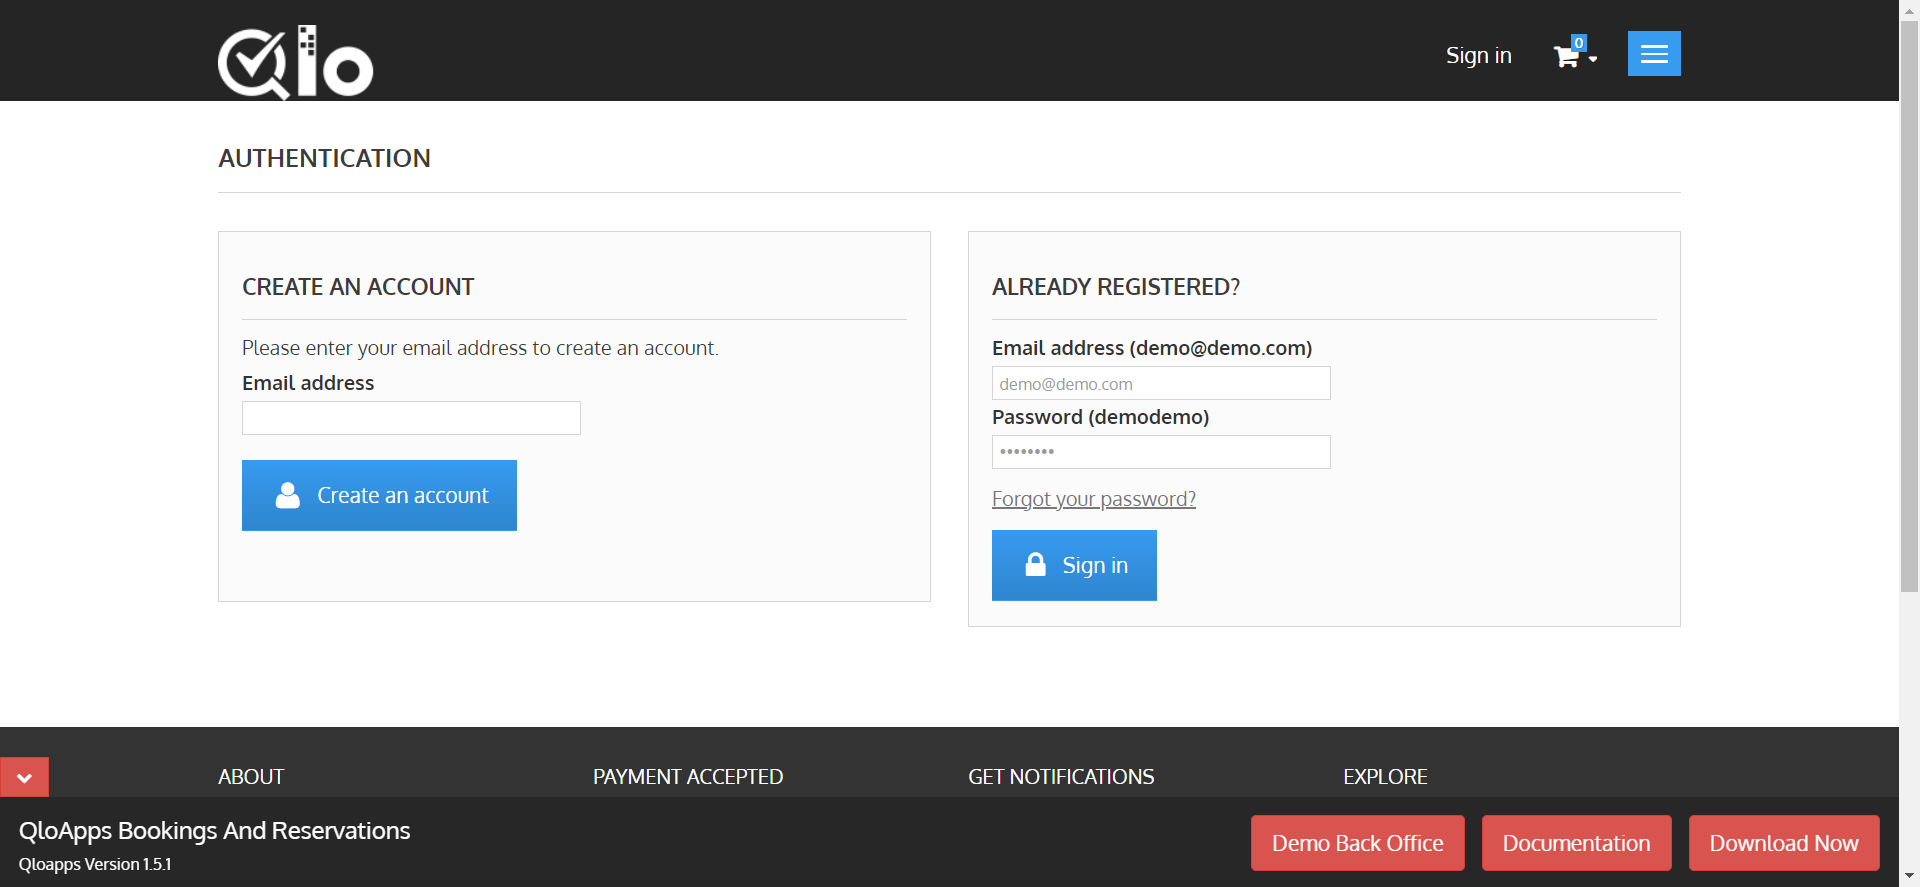 Qlo
Sign in
0
AUTHENTICATION
CREATE AN ACCOUNT
Please enter your email address to create an account.
Email address
Create an account
ALREADY REGISTERED?
Email address (demo@demo.com)
demo@demo.com
Password (demodemo)
••••••••
Forgot your password?
Sign in
ABOUT
PAYMENT ACCEPTED
GET NOTIFICATIONS
EXPLORE
QloApps Bookings And Reservations
Qloapps Version 1.5.1
Demo Back Office
Documentation
Download Now